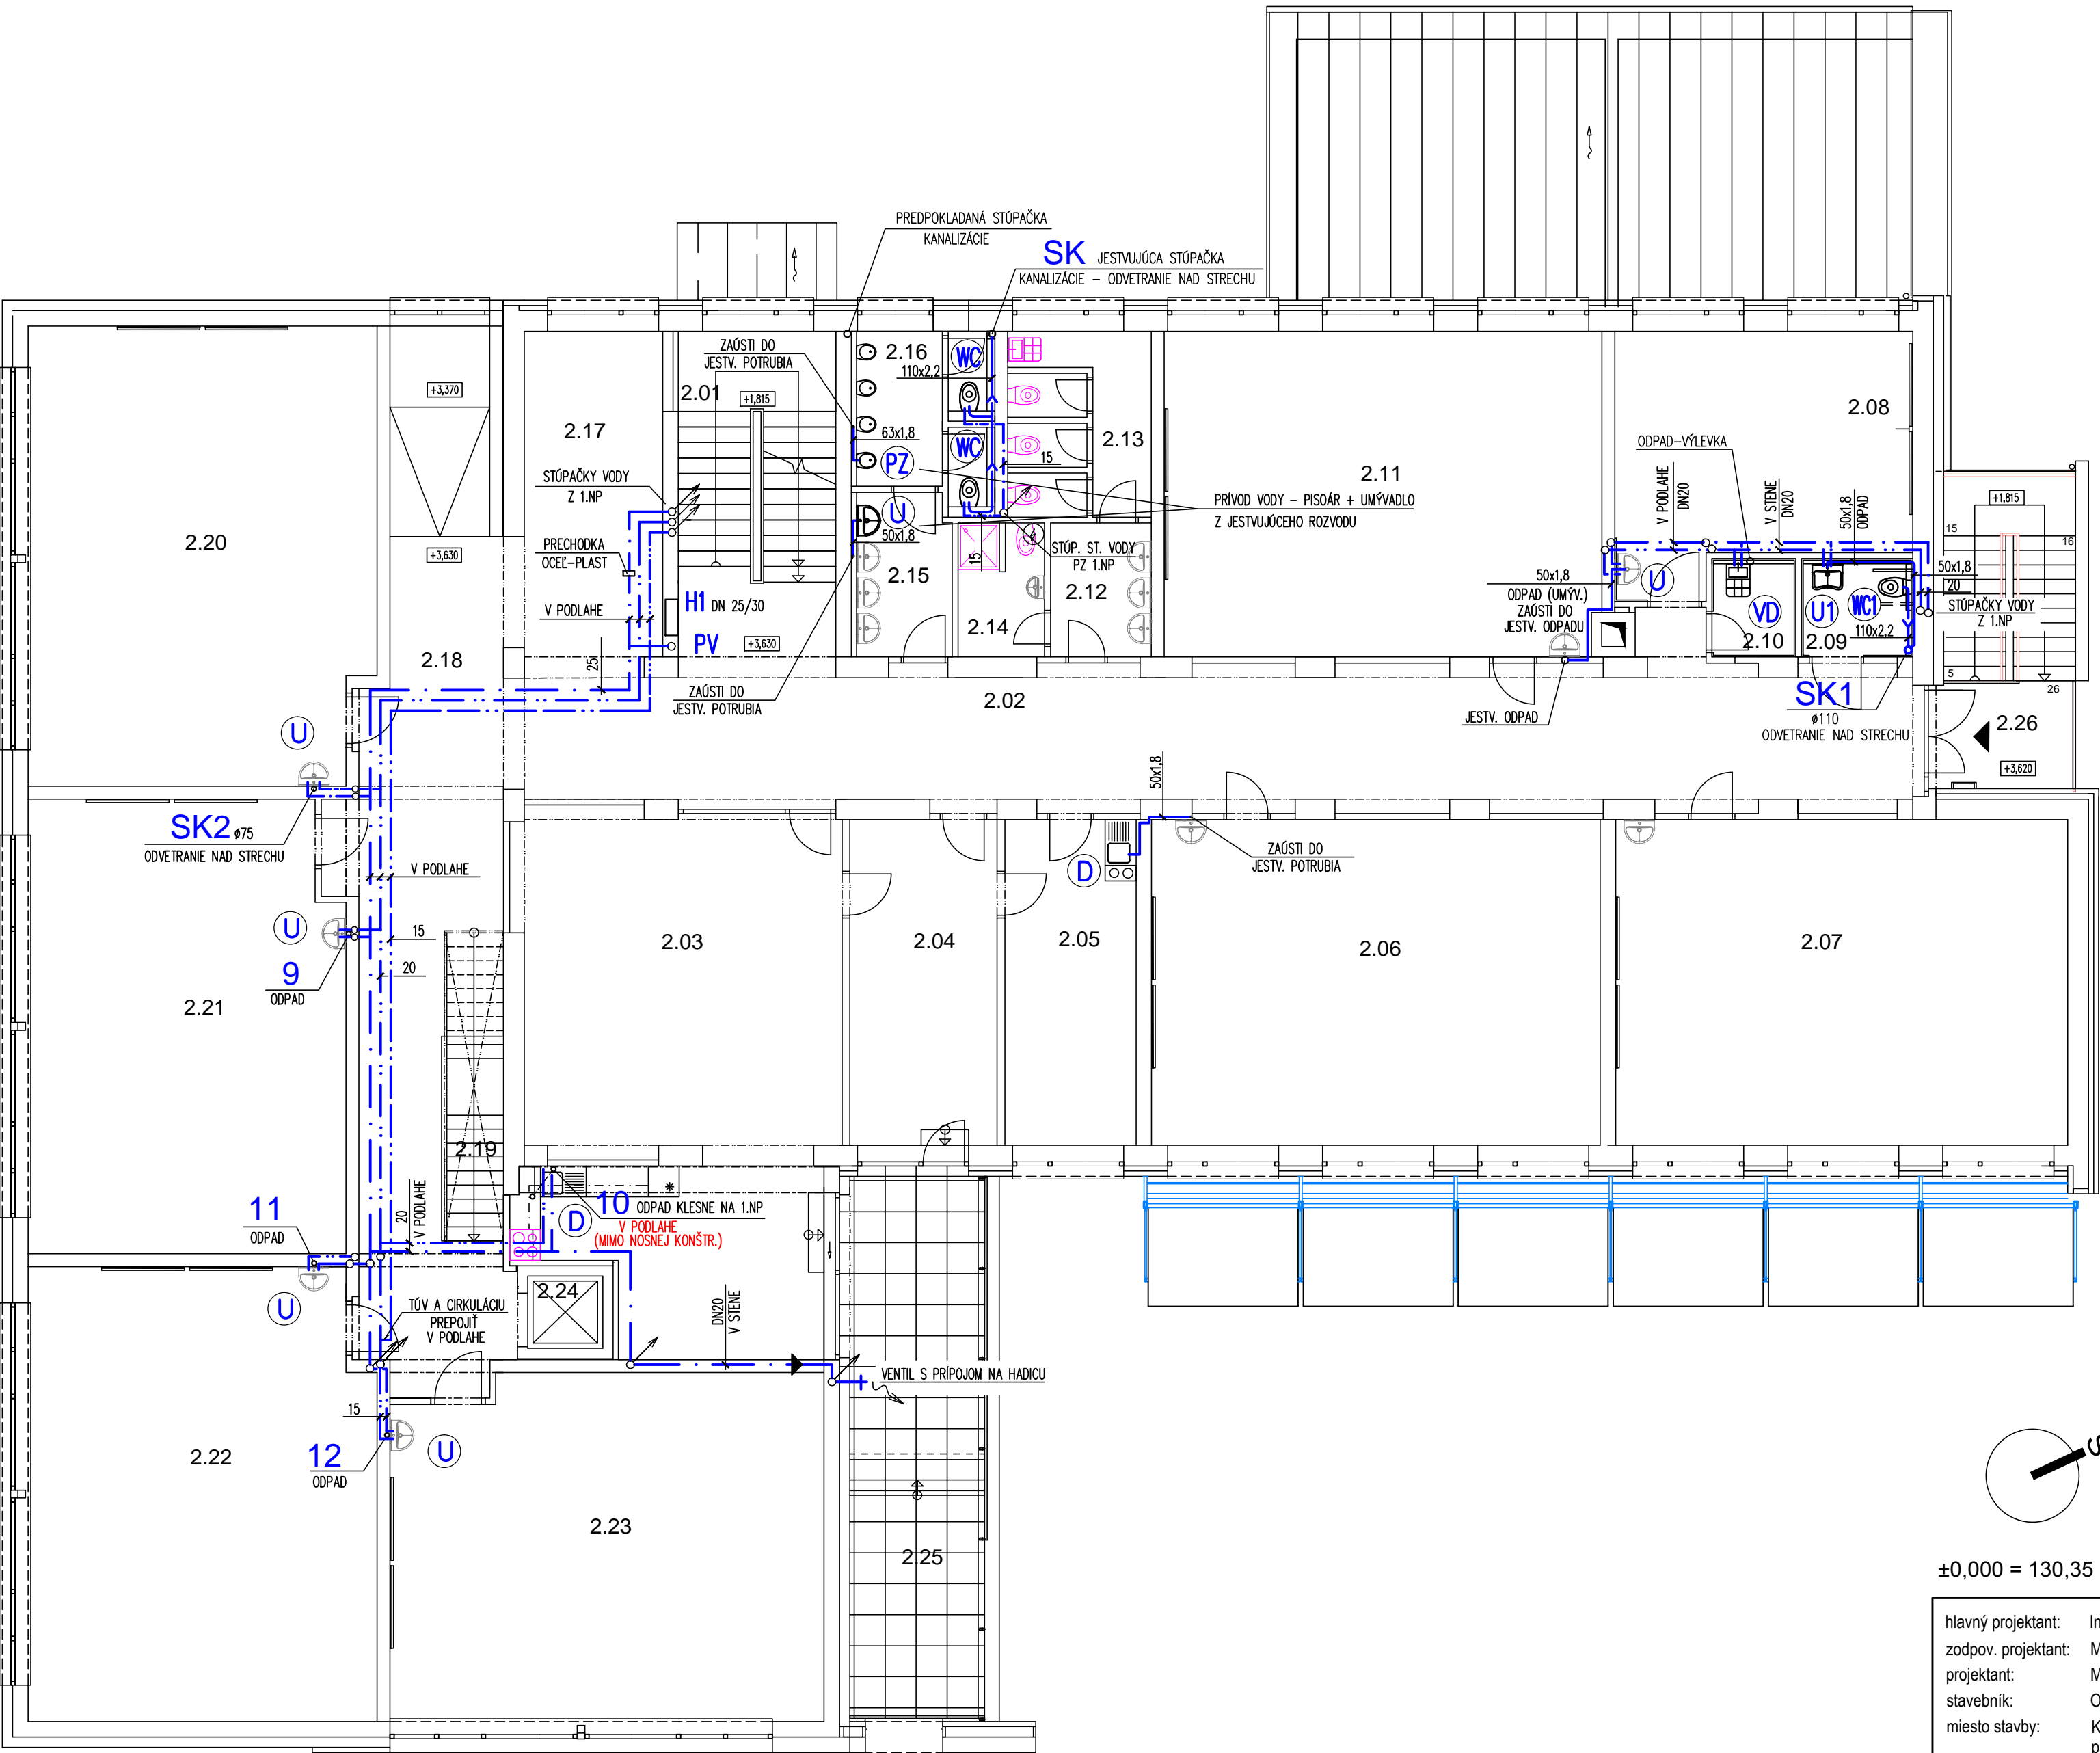 PREDPOKLADANÁ STÚPAČKA
KANALIZÁCIE
SK JESTVUJÚCA STÚPAČKA
KANALIZÁCIE - ODVETRANIE NAD STRECHU
ZAÚSTI DO
JESTV. POTRUBIA
2.16
WC
110x2,2
+3,370
2.01
+1,815
2.08
2.17
63x1,8
WC
2.13
ODPAD-VÝLEVKA
PZ
15
2.11
STÚPAČKY VODY
Z 1.NP
PRÍVOD VODY - PISOÁR + UMÝVADLO
Z JESTVUJÚCEHO ROZVODU
V PODLAHE
DN20
V STENE
DN20
50x1,8
ODPAD
+1,815
15
16
U
50x1,8
2.20
+3,630
PRECHODKA
OCEĽ-PLAST
STÚP. ST. VODY
PZ 1.NP
15
2.15
2.12
50x1,8
ODPAD (UMÝV.)
ZAÚSTI DO
JESTV. ODPADU
U
50x1,8
20
STÚPAČKY VODY
Z 1.NP
V PODLAHE
H1 DN 25/30
PV
+3,630
2.14
VD
2.10
U1
WC1
2.09
110x2,2
2.18
25
ZAÚSTI DO
JESTV. POTRUBIA
2.02
JESTV. ODPAD
SK1
ø110
ODVETRANIE NAD STRECHU
5
26
2.26
+3,620
U
SK2 ø75
ODVETRANIE NAD STRECHU
50x1,8
ZAÚSTI DO
JESTV. POTRUBIA
V PODLAHE
D
U
15
20
9
ODPAD
2.03
2.04
2.05
2.06
2.07
2.21
2.19
20
V PODLAHE
11
ODPAD
U
10 ODPAD KLESNE NA 1.NP
D
V PODLAHE
(MIMO NOSNEJ KONŠTR.)
2.24
TÚV A CIRKULÁCIU
PREPOJIŤ
V PODLAHE
DN20
V STENE
VENTIL S PRÍPOJOM NA HADICU
15
12
ODPAD
U
2.22
2.23
2.25
±0,000 = 130,35
hlavný projektant:
zodpov. projektant:
projektant:
stavebník:
miesto stavby: